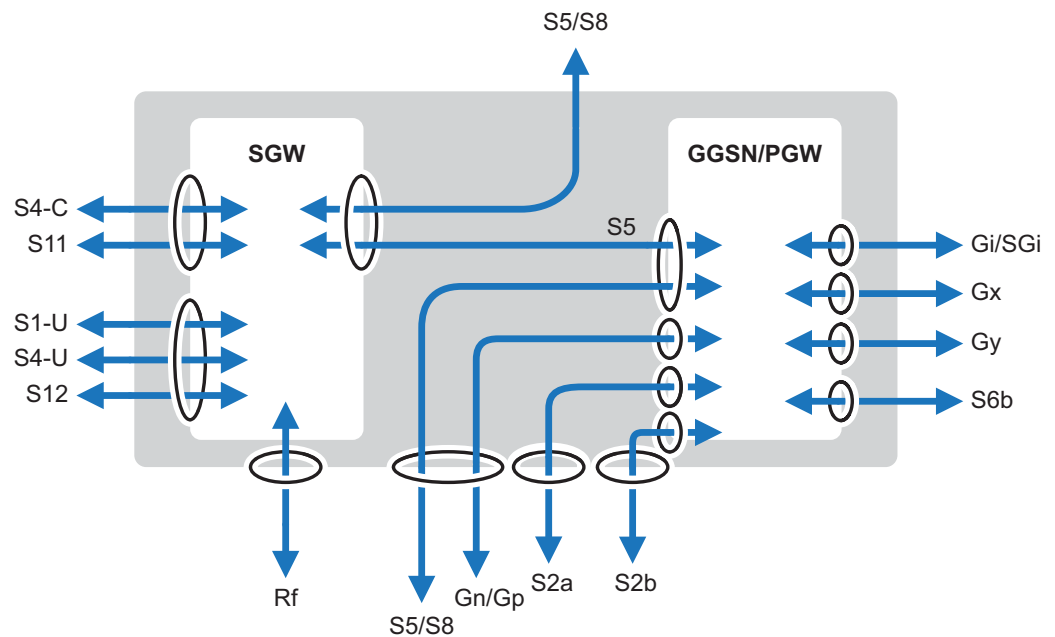 S5/S8
SGW
GGSN/PGW
S4-C
S11
S5
Gi/SGi
Gx
S1-U
S4-U
S12
Gy
S6b
Rf
S5/S8
Gn/Gp
S2a
S2b